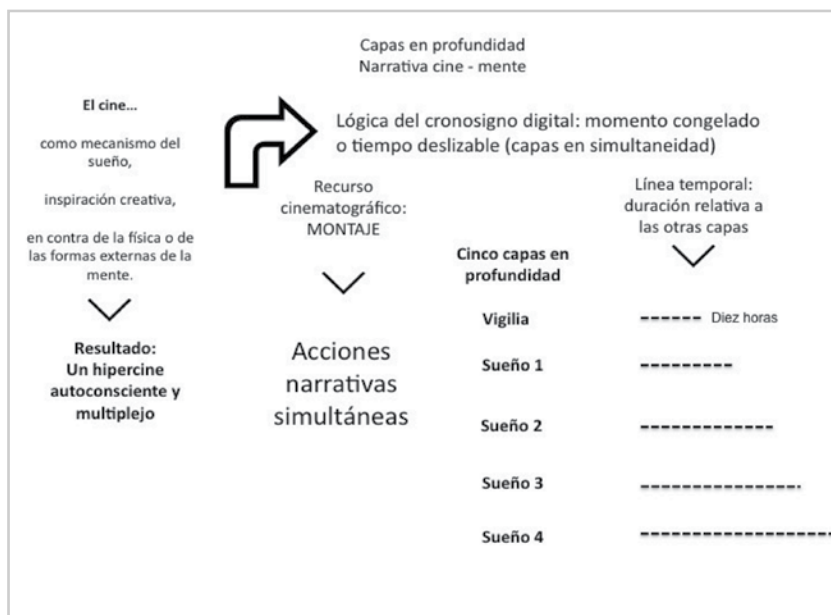 Capas en profundidad
Narrativa cine - mente
El cine...
como mecanismo del
sueño,
inspiración creativa,
en contra de la física o de
las formas externas de la
mente.
Resultado:
Un hipercine
autoconsciente y
multiplejo
Lógica del cronosigno digital: momento congelado
o tiempo deslizable (capas en simultaneidad)
Recurso
cinematográfico:
MONTAJE
Acciones
narrativas
simultáneas
Línea temporal:
duración relativa a
las otras capas
Cinco capas en
profundidad
Vigilia
Diez horas
Sueño 1
Sueño 2
Sueño 3
Sueño 4